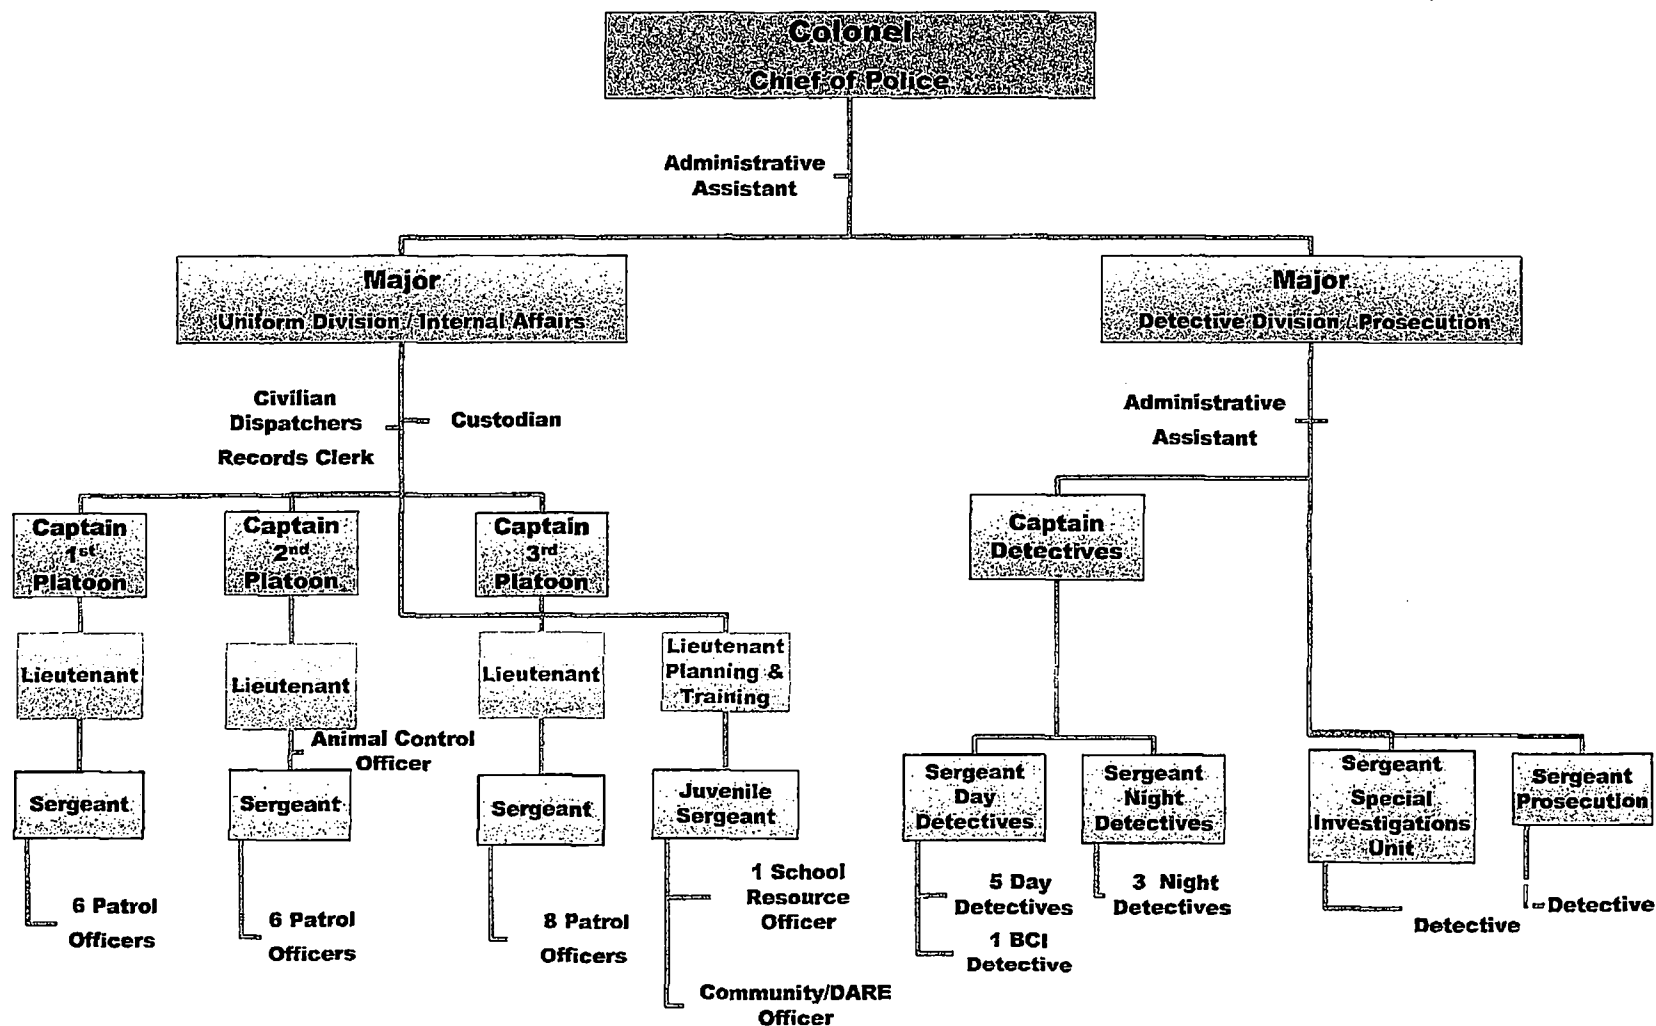 Colonel
Chief of Police
Administrative
Assistant
Major
Uniform Division / Internal Affairs
Major
Detective Division / Prosecution
Civilian
Dispatchers
Records Clerk
Custodian
Administrative
Assistant
Captain
1st
Platoon
Captain
2nd
Platoon
Captain
3rd
Platoon
Captain
Detectives
Lieutenant
Lieutenant
Lieutenant
Lieutenant
Planning &
Training
Animal Control
Officer
Sergeant
Sergeant
Sergeant
Juvenile
Sergeant
Sergeant
Day
Detectives
Sergeant
Night
Detectives
Sergeant
Special
Investigations
Unit
Sergeant
Prosecution
6 Patrol
Officers
6 Patrol
Officers
8 Patrol
Officers
1 School
Resource
Officer
Community/DARE
Officer
5 Day
Detectives
1 BCI
Detective
3 Night
Detectives
Detective
Detective